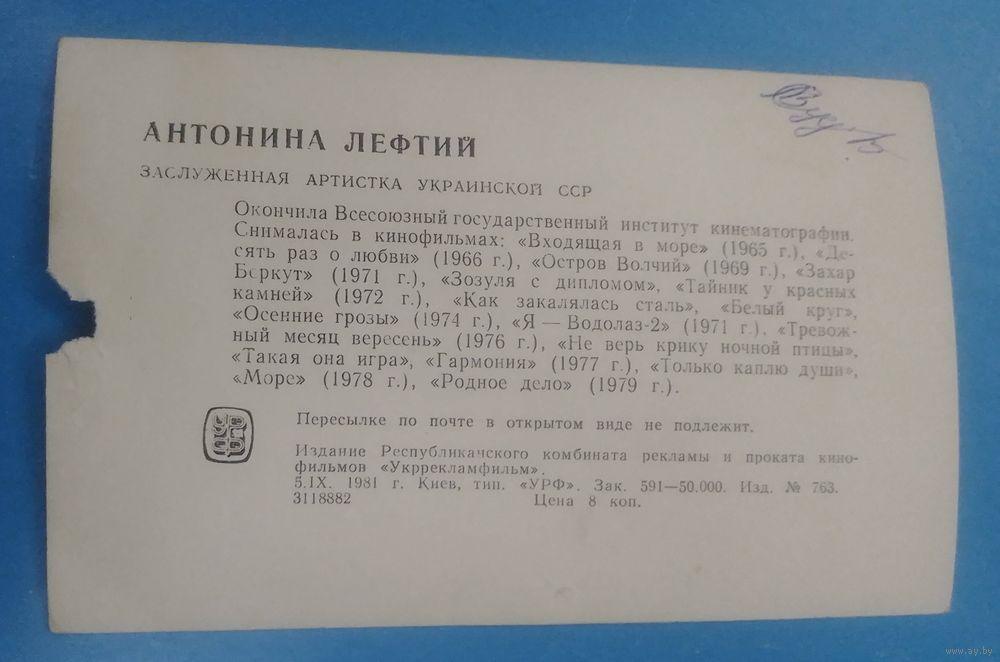 АНТОНИНА ЛЕФТИЙ
ЗАСЛУЖЕННАЯ АРТИСТКА УКРАИНСКОЙ ССР
Окончила Всесоюзный государственный институт кинематографии.
Снималась в кинофильмах: «Входящая в море» (1965 г.), «Де-
сять раз о любви» (1966 г.), «Остров Волчий» (1969 г.), «Захар
Беркут» (1971 г.), «Зозуля с дипломом», «Тайник у красных
камней» (1972 г.), «Как закалялась сталь», «Белый круг»,
«Осенние грозы» (1974 г.), «Я — Водолаз-2» (1971 г.). «Тревож-
ный месяц вересень» (1976 г.), «Не верь крику ночной птицы»,
«Такая она игра», «Гармония» (1977 г.), «Только каплю души»,
«Море» (1978 г.), «Родное дело» (1979 г.).
Пересылке по почте в открытом виде не подлежит.
Издание Республикачского комбината рекламы и проката кино-
фильмов «Укррекламфильм».
5.IX. 1981 г. Киев, тип. «УРФ». Зак. 591—50.000. Изд. № 763.
3118882 Цена 8 коп.
www.ay.by